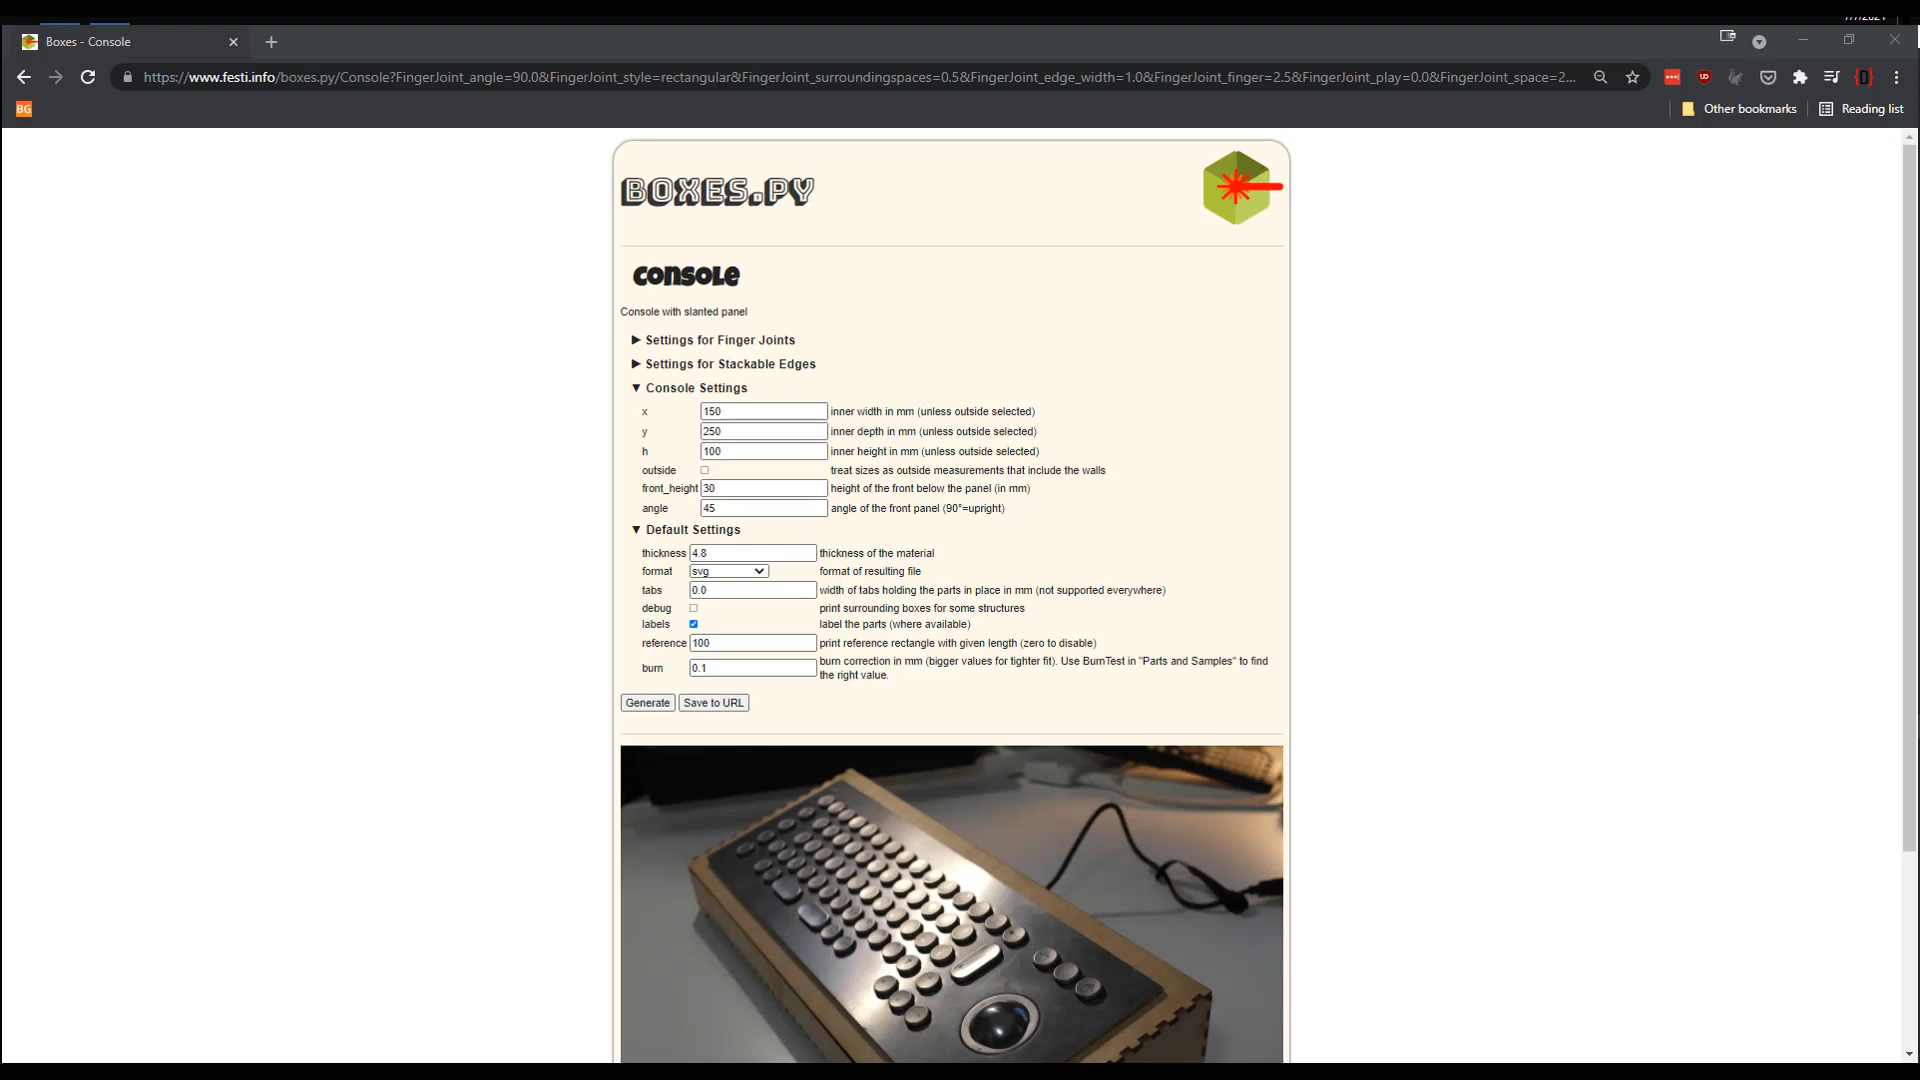 Boxes - Console
https://www.festi.info/boxes.py/Console?FingerJoint_angle=90.0&FingerJoint_style=rectangular&FingerJoint_surroundingspaces=0.5&FingerJoint_edge_width=1.0&FingerJoint_finger=2.5&FingerJoint_play=0.0&FingerJoint_space=2...
BG
Other bookmarks
Reading list
BOXES.PY
Console
Console with slanted panel
Settings for Finger Joints
Settings for Stackable Edges
Console Settings
x 150 inner width in mm (unless outside selected)
y 250 inner depth in mm (unless outside selected)
h 100 inner height in mm (unless outside selected)
outside treat sizes as outside measurements that include the walls
front_height 30 height of the front below the panel (in mm)
angle 45 angle of the front panel (90°=upright)
Default Settings
thickness 4.8 thickness of the material
format svg format of resulting file
tabs 0.0 width of tabs holding the parts in place in mm (not supported everywhere)
debug print surrounding boxes for some structures
labels label the parts (where available)
reference 100 print reference rectangle with given length (zero to disable)
burn 0.1 burn correction in mm (bigger values for tighter fit). Use BurnTest in "Parts and Samples" to find
the right value.
Generate Save to URL